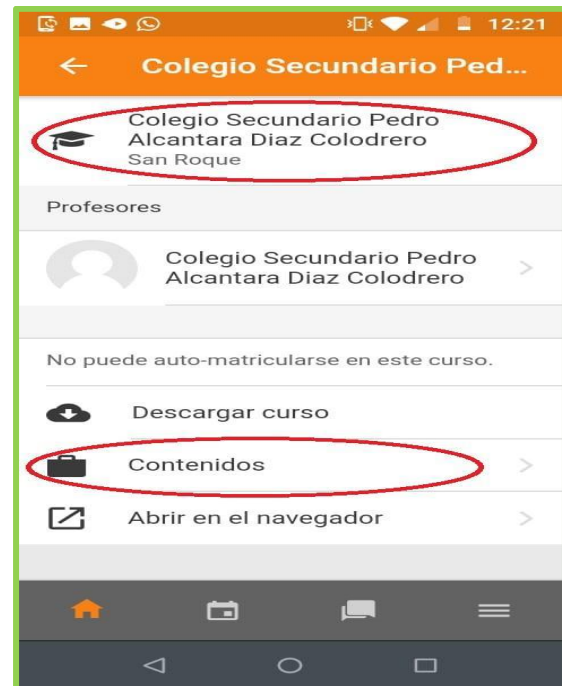 12:21
Colegio Secundario Ped...
Colegio Secundario Pedro
Alcantara Diaz Colodrero
San Roque
Profesores
Colegio Secundario Pedro
Alcantara Diaz Colodrero
No puede auto-matricularse en este curso.
Descargar curso
Contenidos
Abrir en el navegador